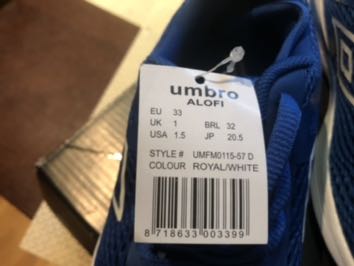 umbro
ALOFI
EU 33
UK 1 BRL 32
USA 1.5 JP 20.5
STYLE # UMFM0115-57 D
COLOUR ROYAL/WHITE
8 718633 003399